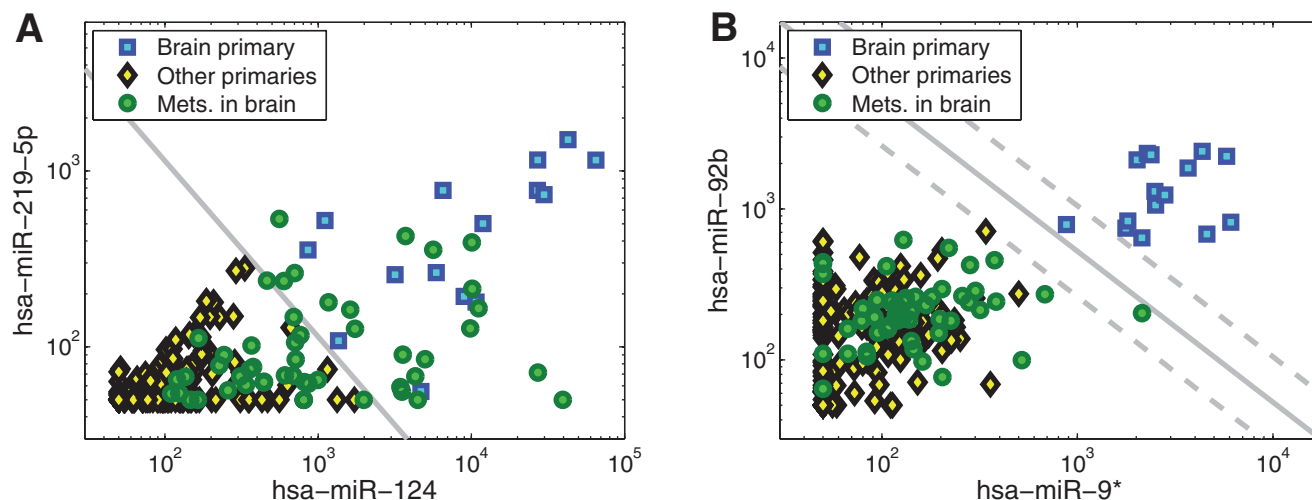 A
Brain primary
Other primaries
Mets. in brain
hsa−miR−219−5p
10^3
10^2
10^2
10^3
10^4
10^5
hsa−miR−124
B
Brain primary
Other primaries
Mets. in brain
hsa−miR−92b
10^4
10^3
10^2
10^2
10^3
10^4
hsa−miR−9*